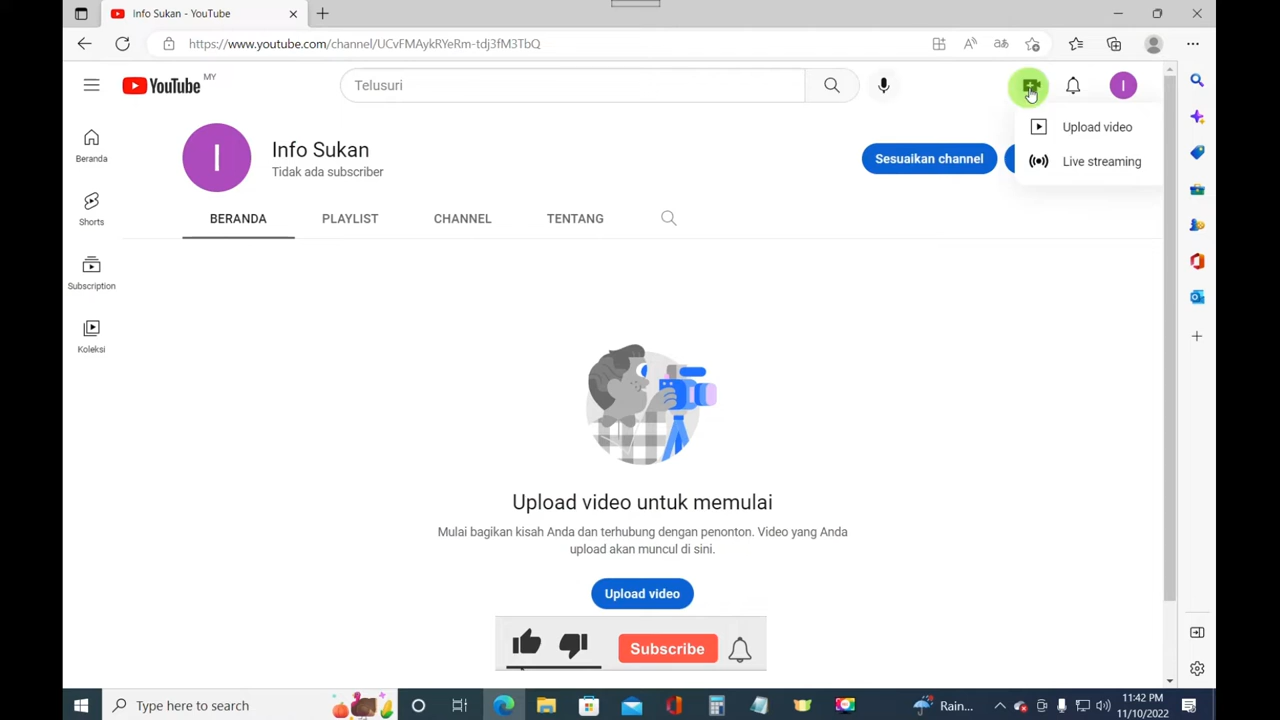 Info Sukan - YouTube
https://www.youtube.com/channel/UCvFMAykRYeRm-tdj3fM3TbQ
YouTube MY
Telusuri
Upload video
Live streaming
Beranda
Shorts
Subscription
Koleksi
I
Info Sukan
Tidak ada subscriber
Sesuaikan channel
I
BERANDA
PLAYLIST
CHANNEL
TENTANG
Upload video untuk memulai
Mulai bagikan kisah Anda dan terhubung dengan penonton. Video yang Anda
upload akan muncul di sini.
Upload video
Subscribe
Type here to search
Rain...
11:42 PM
11/10/2022